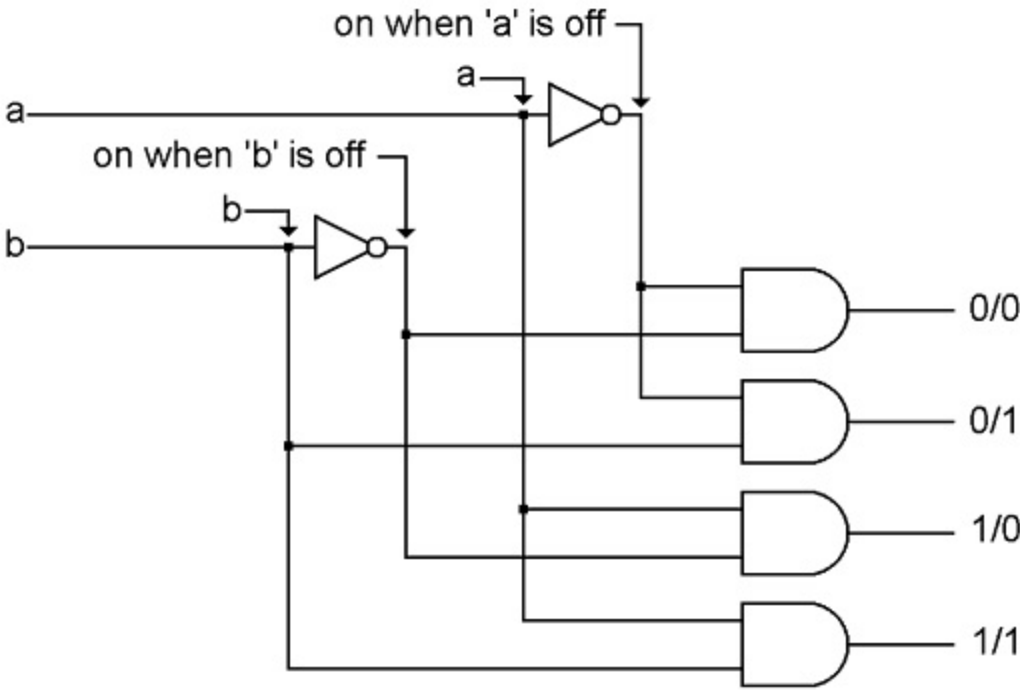 on when 'a' is off
a
a
on when 'b' is off
b
b
0/0
0/1
1/0
1/1